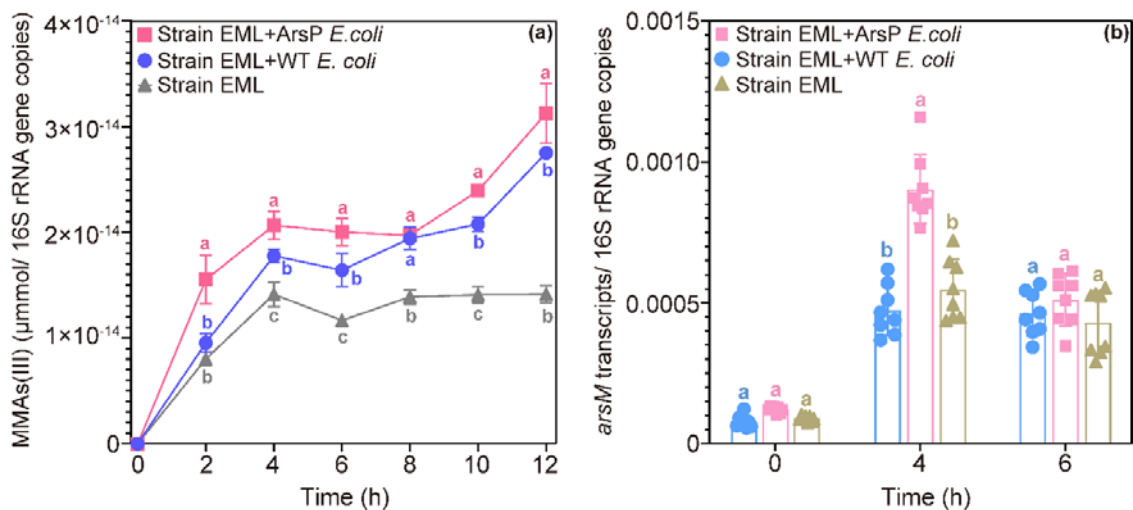 MMAs(III) (μmmol/ 16S rRNA gene copies)
4×10⁻¹⁴
3×10⁻¹⁴
2×10⁻¹⁴
1×10⁻¹⁴
0
Strain EML+ArsP E.coli
Strain EML+WT E. coli
Strain EML
(a)
a
b
b
a
b
c
a
b
c
a
b
a
b
c
a
b
b
0 2 4 6 8 10 12
Time (h)
arsM transcripts/ 16S rRNA gene copies
0.0015
0.0010
0.0005
0
Strain EML+ArsP E.coli
Strain EML+WT E. coli
Strain EML
(b)
a a a
b a b
a a a
0 4 6
Time (h)